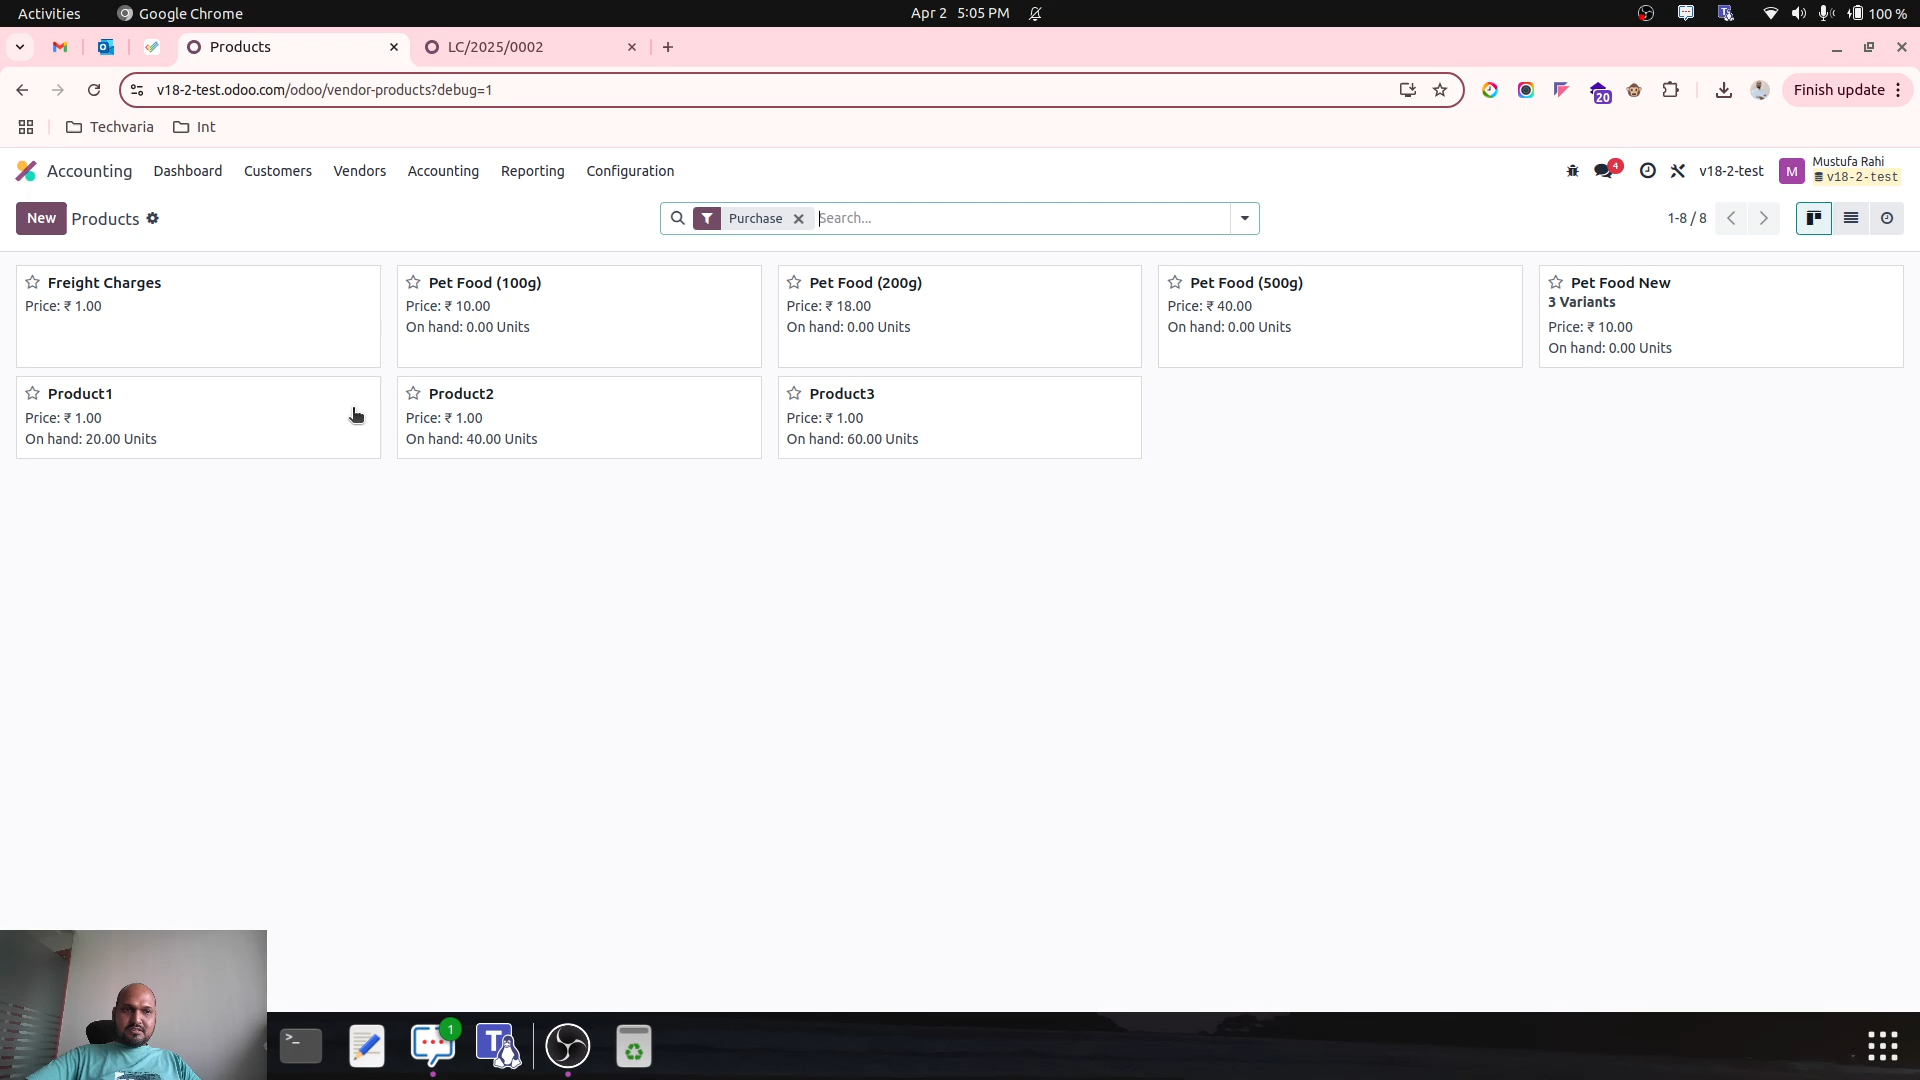 Activities Google Chrome Apr 2 5:05 PM 100 %
Products LC/2025/0002
v18-2-test.odoo.com/odoo/vendor-products?debug=1 20 Finish update
Techvaria Int
Accounting Dashboard Customers Vendors Accounting Reporting Configuration 4 v18-2-test M Mustufa Rahi
v18-2-test
New Products Purchase Search... 1-8 / 8
Freight Charges
Price: ₹ 1.00
Pet Food (100g)
Price: ₹ 10.00
On hand: 0.00 Units
Pet Food (200g)
Price: ₹ 18.00
On hand: 0.00 Units
Pet Food (500g)
Price: ₹ 40.00
On hand: 0.00 Units
Pet Food New
3 Variants
Price: ₹ 10.00
On hand: 0.00 Units
Product1
Price: ₹ 1.00
On hand: 20.00 Units
Product2
Price: ₹ 1.00
On hand: 40.00 Units
Product3
Price: ₹ 1.00
On hand: 60.00 Units
1
T